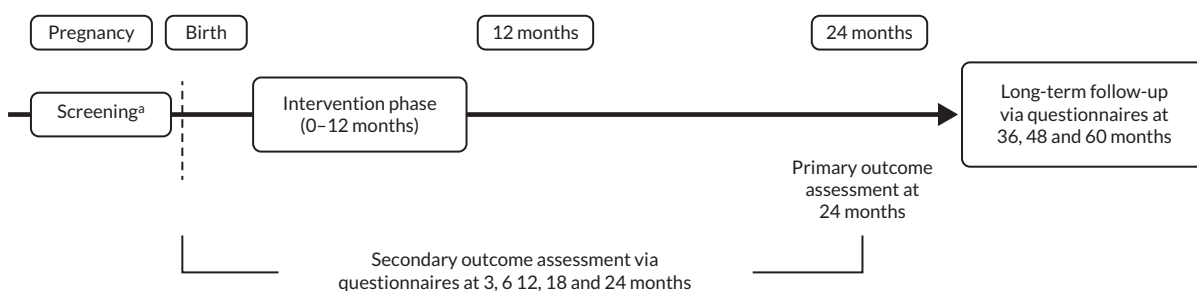 Pregnancy
Birth
12 months
24 months
Screeningᵃ
Intervention phase
(0–12 months)
Long-term follow-up
via questionnaires at
36, 48 and 60 months
Primary outcome
assessment at
24 months
Secondary outcome assessment via
questionnaires at 3, 6 12, 18 and 24 months